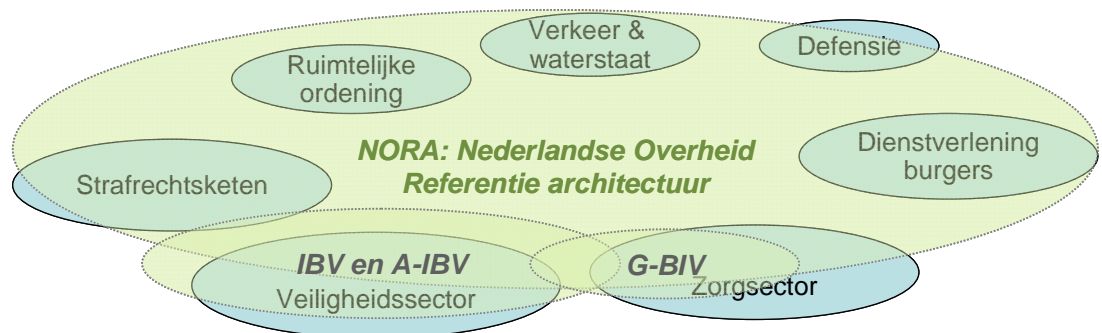 Verkeer &
waterstaat
Defensie
Ruimtelijke
ordening
NORA: Nederlandse Overheid
Referentie architectuur
Dienstverlening
burgers
Strafrechtsketen
IBV en A-IBV
Veiligheidssector
G-BIV
Zorgsector